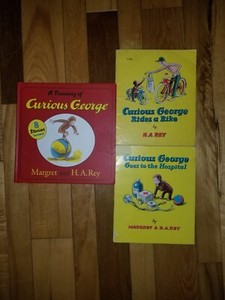 A Treasury of
Curious George
8
Stories
Margret H.A.Rey
Curious George
Rides a Bike
by
H.A.REY
Curious George
Goes to the Hospital
by
MARGRET & H.A.REY